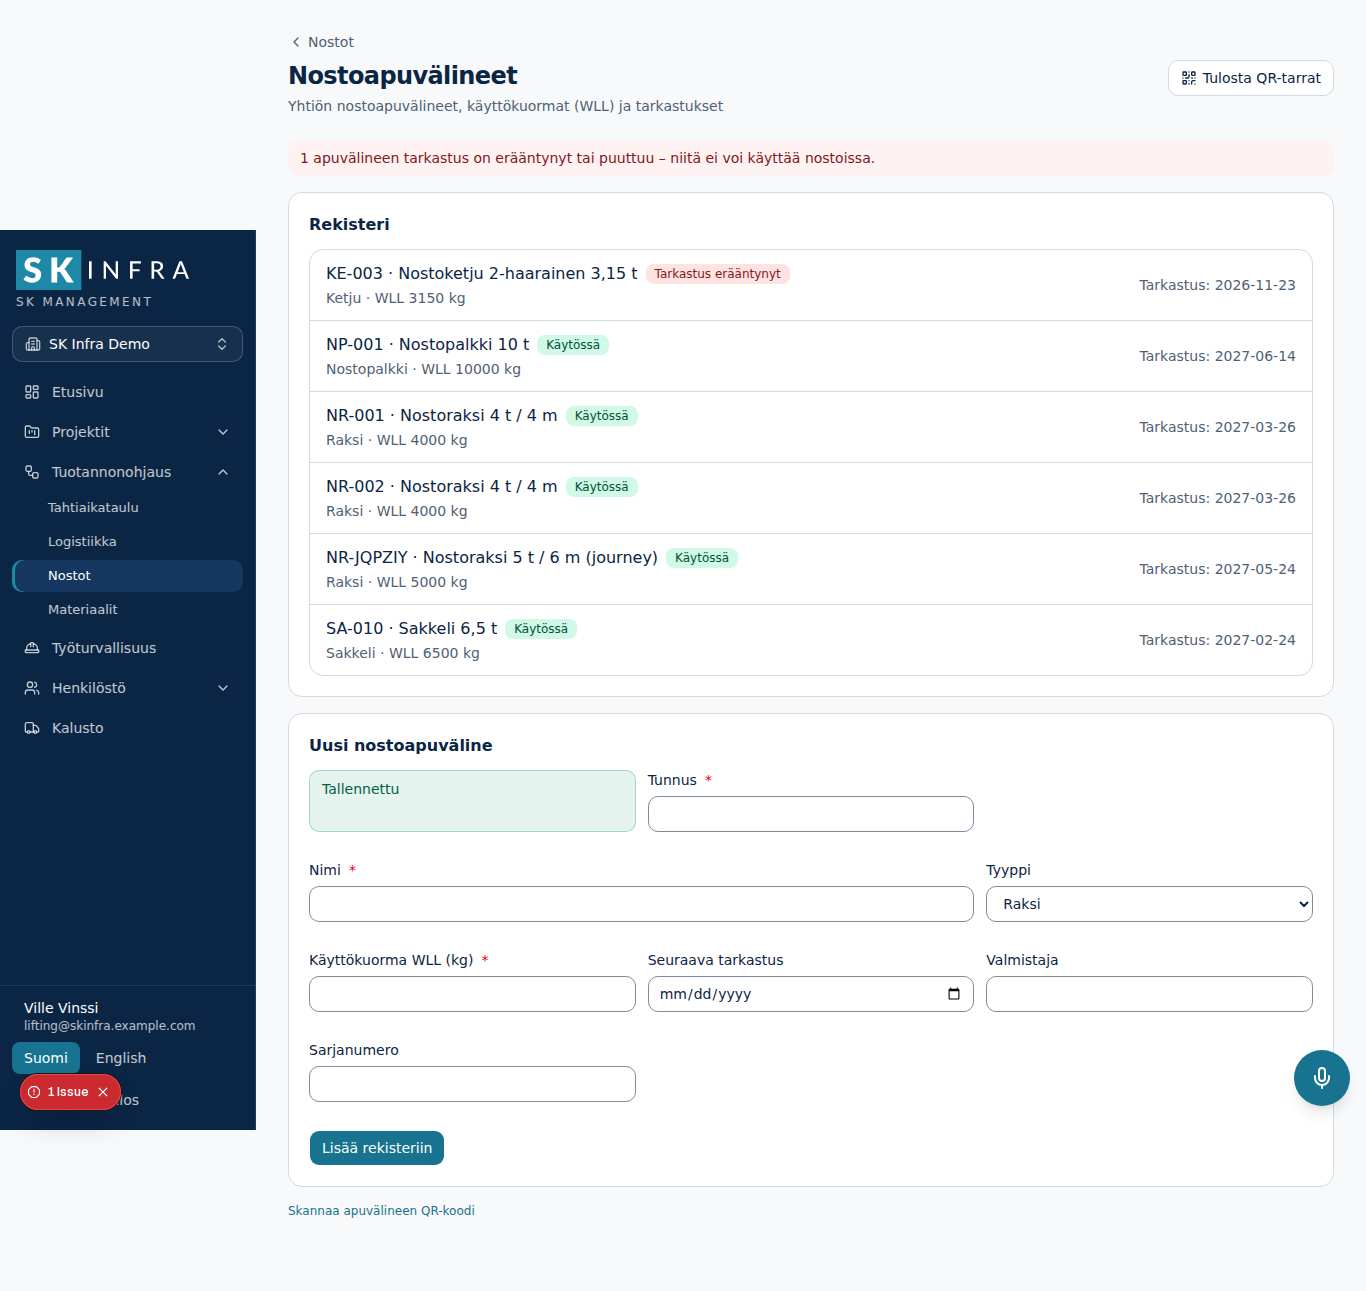 Nostot
Nostoapuvälineet
Tulosta QR-tarrat
Yhtiön nostoapuvälineet, käyttökuormat (WLL) ja tarkastukset
1 apuvälineen tarkastus on erääntynyt tai puuttuu – niitä ei voi käyttää nostoissa.
SK INFRA
SK MANAGEMENT
SK Infra Demo
Etusivu
Projektit
Tuotannonohjaus
Tahtiaikataulu
Logistiikka
Nostot
Materiaalit
Työturvallisuus
Henkilöstö
Kalusto
Ville Vinssi
lifting@skinfra.example.com
Suomi English
1 Issue
los
Rekisteri
KE-003 · Nostoketju 2-haarainen 3,15 t Tarkastus erääntynyt
Ketju · WLL 3150 kg
Tarkastus: 2026-11-23
NP-001 · Nostopalkki 10 t Käytössä
Nostopalkki · WLL 10000 kg
Tarkastus: 2027-06-14
NR-001 · Nostoraksi 4 t / 4 m Käytössä
Raksi · WLL 4000 kg
Tarkastus: 2027-03-26
NR-002 · Nostoraksi 4 t / 4 m Käytössä
Raksi · WLL 4000 kg
Tarkastus: 2027-03-26
NR-JQPZIY · Nostoraksi 5 t / 6 m (journey) Käytössä
Raksi · WLL 5000 kg
Tarkastus: 2027-05-24
SA-010 · Sakkeli 6,5 t Käytössä
Sakkeli · WLL 6500 kg
Tarkastus: 2027-02-24
Uusi nostoapuväline
Tallennettu
Tunnus *
Nimi *
Tyyppi
Raksi
Käyttökuorma WLL (kg) *
Seuraava tarkastus
mm/dd/yyyy
Valmistaja
Sarjanumero
Lisää rekisteriin
Skannaa apuvälineen QR-koodi